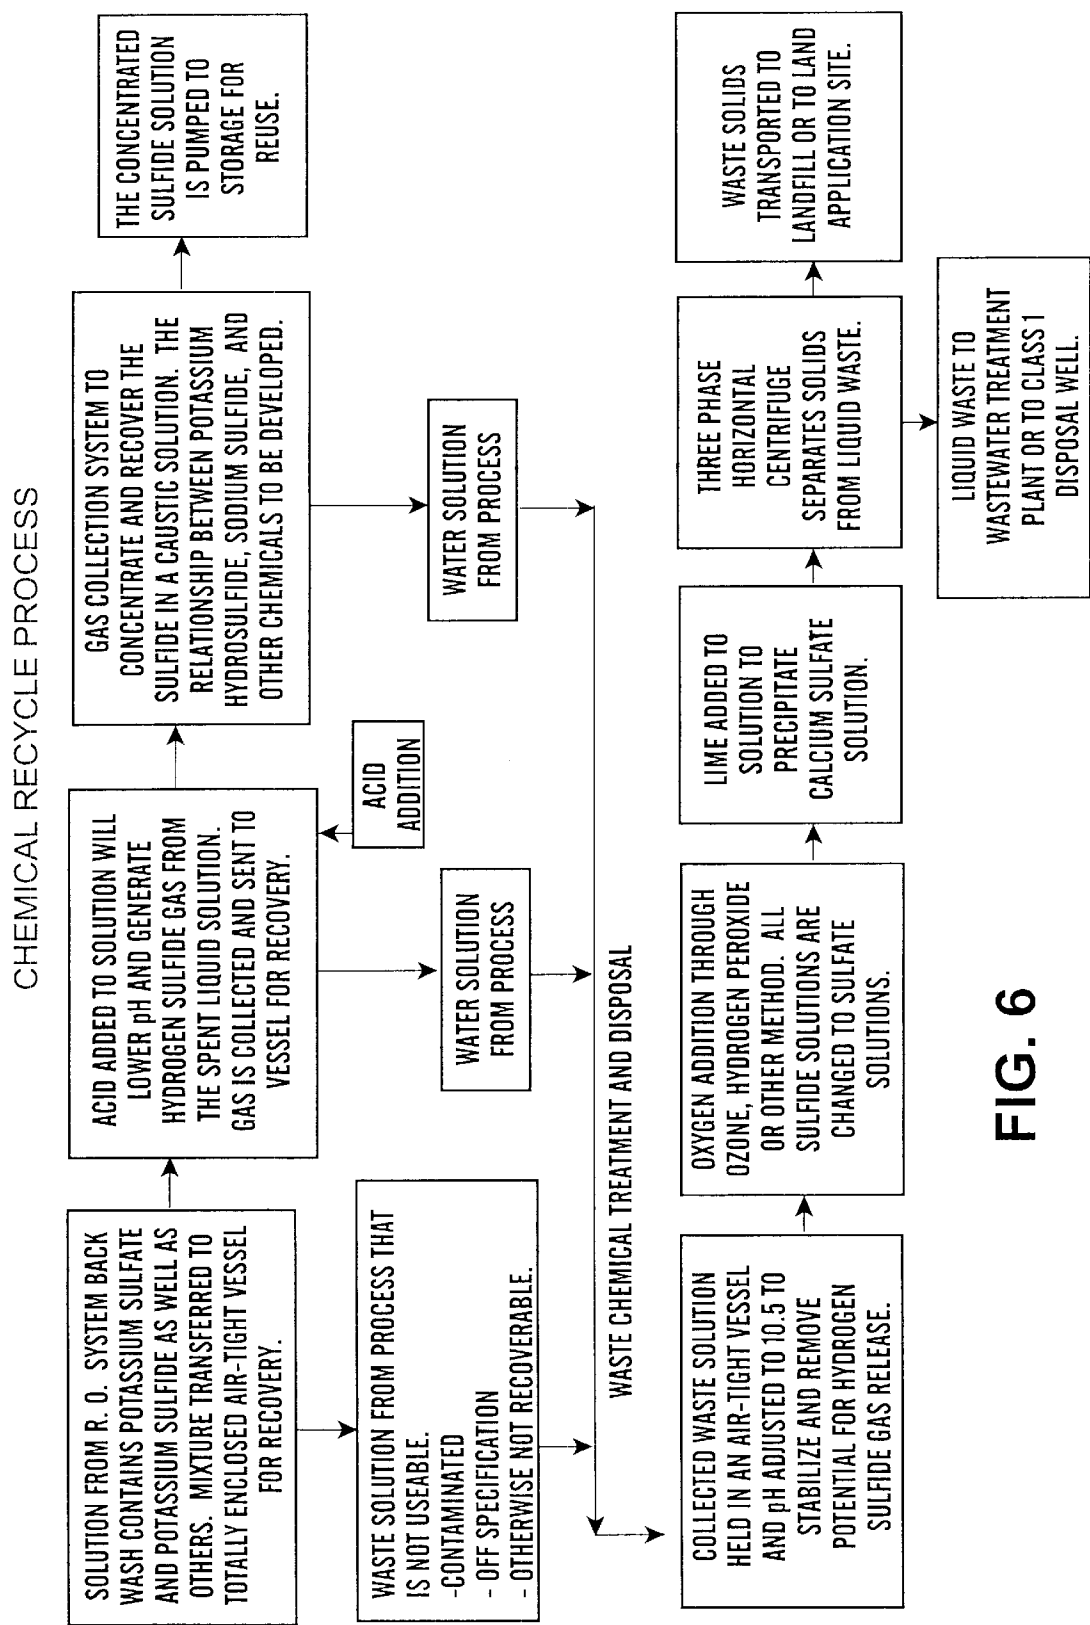 CHEMICAL RECYCLE PROCESS
SOLUTION FROM R. O. SYSTEM BACK
WASH CONTAINS POTASSIUM SULFATE
AND POTASSIUM SULFIDE AS WELL AS
OTHERS. MIXTURE TRANSFERRED TO
TOTALLY ENCLOSED AIR-TIGHT VESSEL
FOR RECOVERY.
ACID ADDED TO SOLUTION WILL
LOWER pH AND GENERATE
HYDROGEN SULFIDE GAS FROM
THE SPENT LIQUID SOLUTION.
GAS IS COLLECTED AND SENT TO
VESSEL FOR RECOVERY.
GAS COLLECTION SYSTEM TO
CONCENTRATE AND RECOVER THE
SULFIDE IN A CAUSTIC SOLUTION. THE
RELATIONSHIP BETWEEN POTASSIUM
HYDROSULFIDE, SODIUM SULFIDE, AND
OTHER CHEMICALS TO BE DEVELOPED.
THE CONCENTRATED
SULFIDE SOLUTION
IS PUMPED TO
STORAGE FOR
REUSE.
ACID
ADDITION
WASTE SOLUTION FROM PROCESS THAT
IS NOT USEABLE.
-CONTAMINATED
- OFF SPECIFICATION
- OTHERWISE NOT RECOVERABLE.
WATER SOLUTION
FROM PROCESS
WATER SOLUTION
FROM PROCESS
WASTE CHEMICAL TREATMENT AND DISPOSAL
COLLECTED WASTE SOLUTION
HELD IN AN AIR-TIGHT VESSEL
AND pH ADJUSTED TO 10.5 TO
STABILIZE AND REMOVE
POTENTIAL FOR HYDROGEN
SULFIDE GAS RELEASE.
OXYGEN ADDITION THROUGH
OZONE, HYDROGEN PEROXIDE
OR OTHER METHOD. ALL
SULFIDE SOLUTIONS ARE
CHANGED TO SULFATE
SOLUTIONS.
LIME ADDED TO
SOLUTION TO
PRECIPITATE
CALCIUM SULFATE
SOLUTION.
THREE PHASE
HORIZONTAL
CENTRIFUGE
SEPARATES SOLIDS
FROM LIQUID WASTE.
WASTE SOLIDS
TRANSPORTED TO
LANDFILL OR TO LAND
APPLICATION SITE.
LIQUID WASTE TO
WASTEWATER TREATMENT
PLANT OR TO CLASS 1
DISPOSAL WELL.
FIG. 6